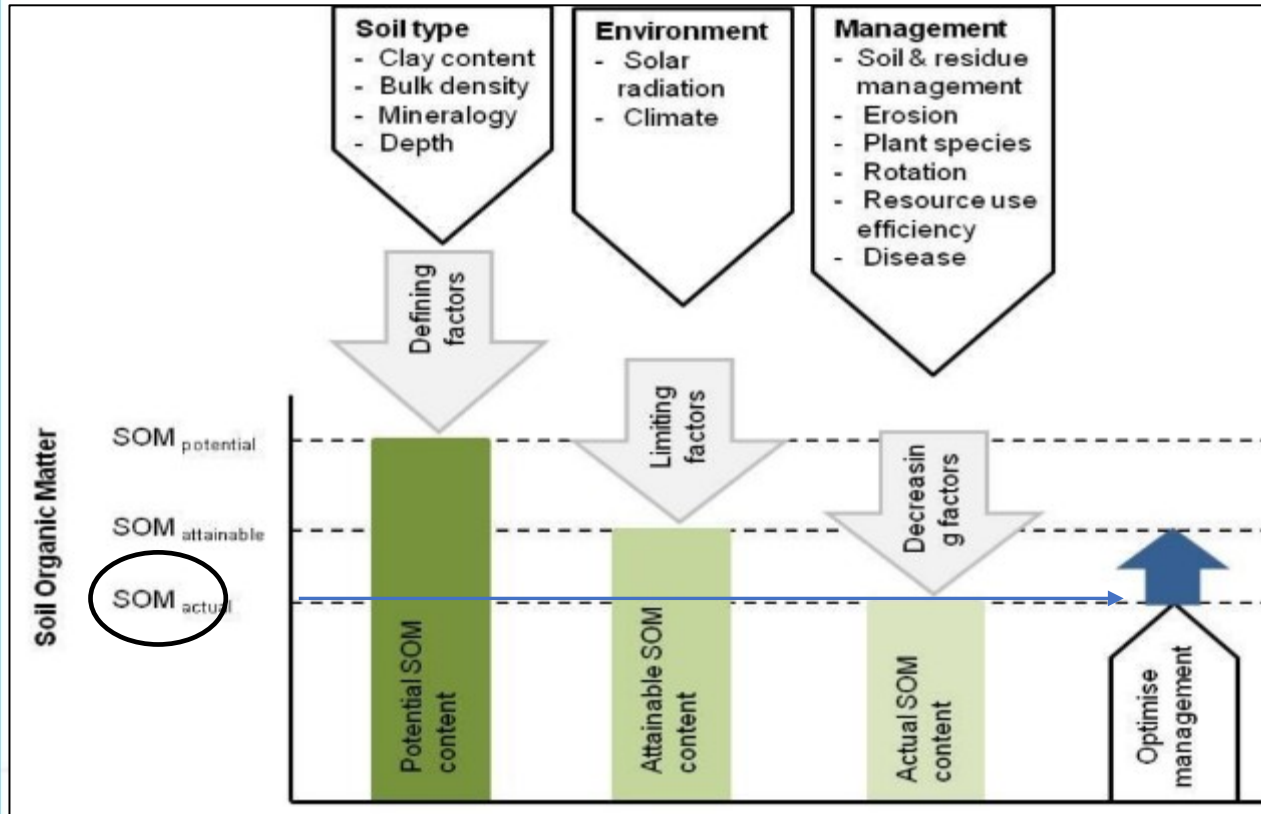 Soil type
- Clay content
- Bulk density
- Mineralogy
- Depth
Environment
- Solar
radiation
- Climate
Management
- Soil & residue
management
- Erosion
- Plant species
- Rotation
- Resource use
efficiency
- Disease
Defining
factors
Limiting
factors
Decreasin
g factors
Soil Organic Matter
SOM potential
SOM attainable
SOM actual
Potential SOM
content
Attainable SOM
content
Actual SOM
content
Optimise
management